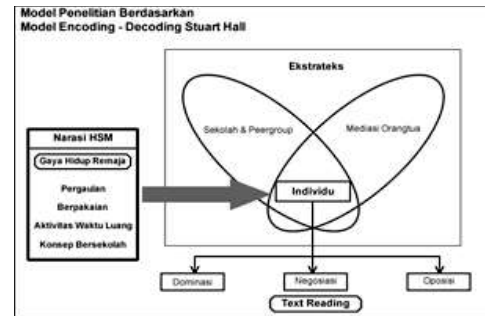 Model Penelitian Berdasarkan
Model Encoding - Decoding Stuart Hall
Ekstrateks
Sekolah & Peergroup
Mediasi Orangtua
Narasi HSM
Gaya Hidup Remaja
Pergaulan
Berpakaian
Aktivitas Waktu Luang
Konsep Bersekolah
Individu
Dominasi
Negosiasi
Oposisi
Text Reading